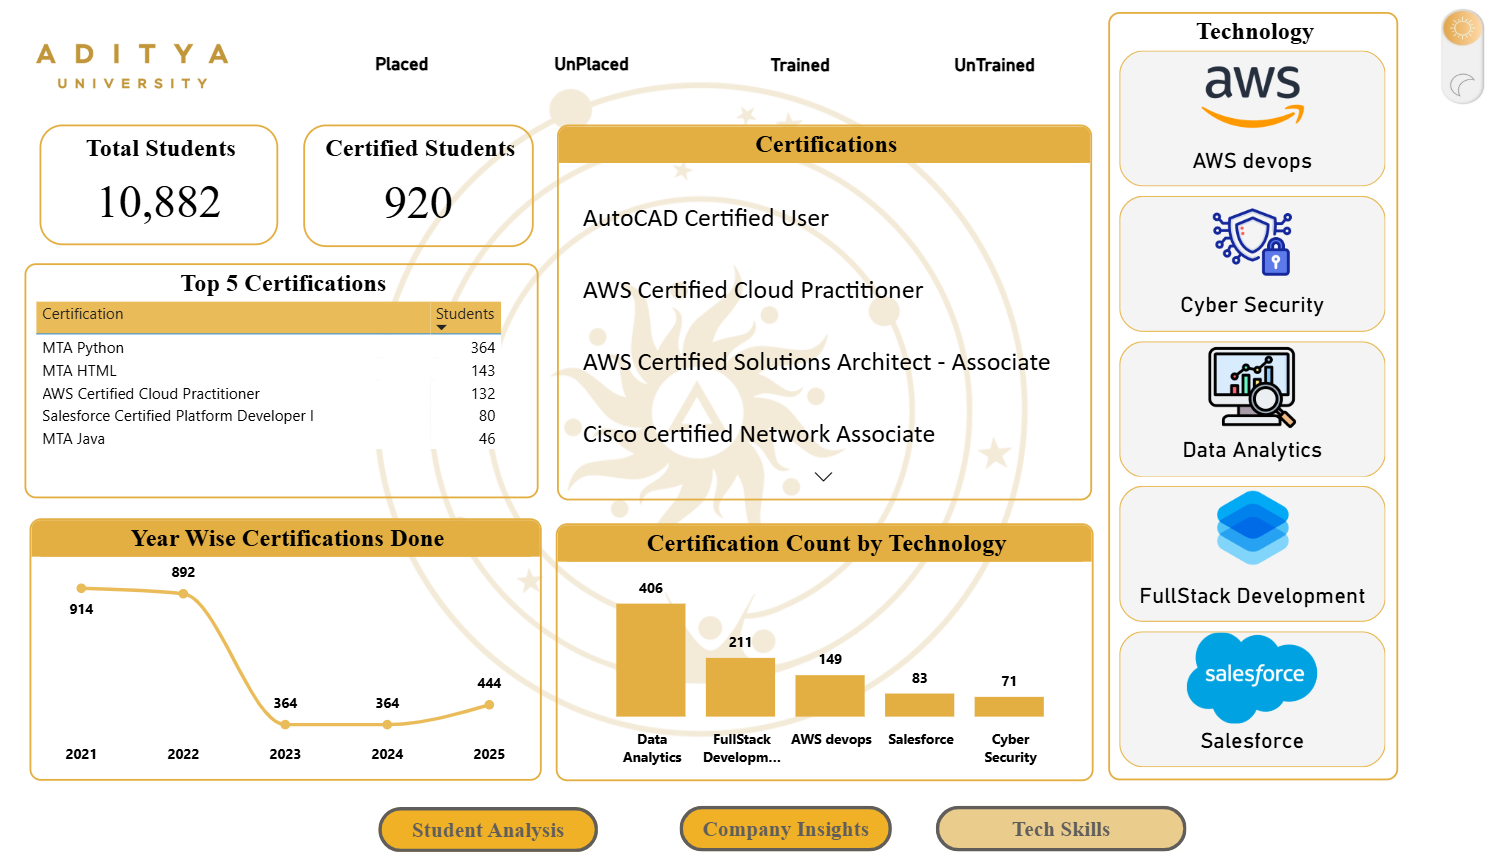 ADITYA
UNIVERSITY
Placed
UnPlaced
Trained
UnTrained
Total Students
10,882
Certified Students
920
Top 5 Certifications
Certification Students
MTA Python 364
MTA HTML 143
AWS Certified Cloud Practitioner 132
Salesforce Certified Platform Developer I 80
MTA Java 46
Certifications
AutoCAD Certified User
AWS Certified Cloud Practitioner
AWS Certified Solutions Architect - Associate
Cisco Certified Network Associate
Year Wise Certifications Done
914
892
364
364
444
2021
2022
2023
2024
2025
Certification Count by Technology
406
211
149
83
71
Data
Analytics
FullStack
Developm...
AWS devops
Salesforce
Cyber
Security
Technology
aws
AWS devops
Cyber Security
Data Analytics
FullStack Development
salesforce
Salesforce
Student Analysis
Company Insights
Tech Skills